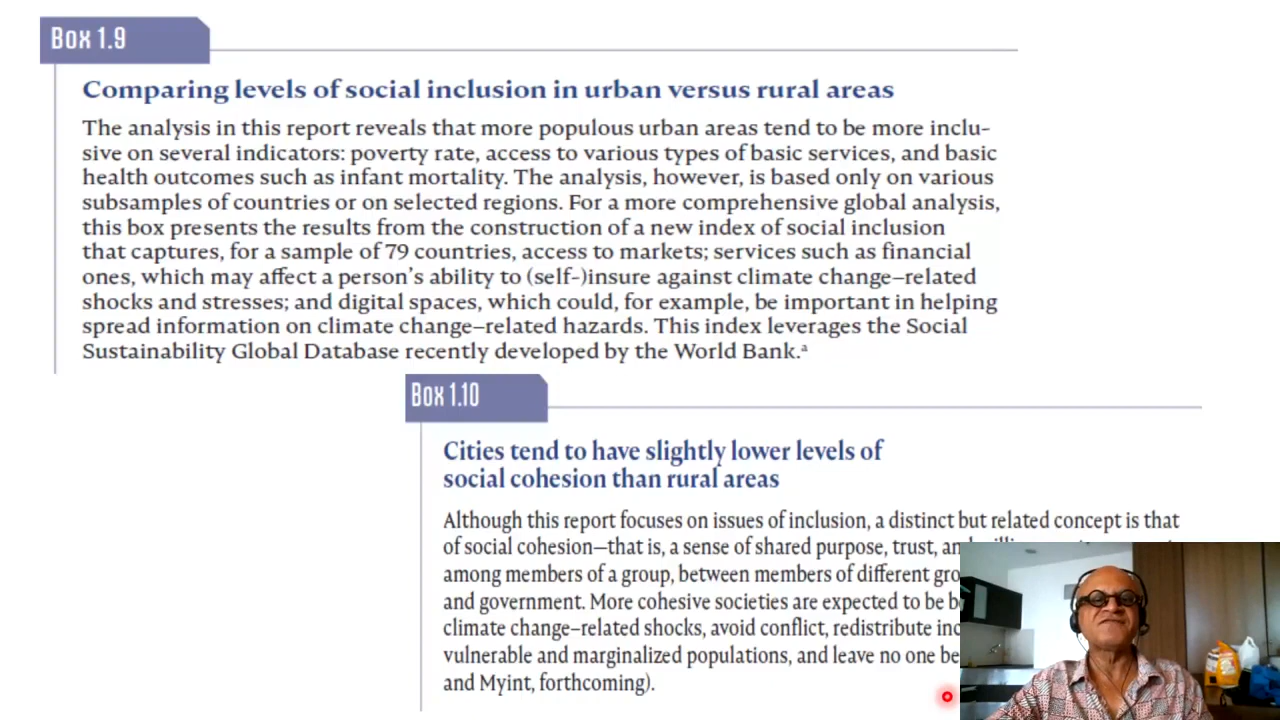 Box 1.9
Comparing levels of social inclusion in urban versus rural areas
The analysis in this report reveals that more populous urban areas tend to be more inclu-
sive on several indicators: poverty rate, access to various types of basic services, and basic
health outcomes such as infant mortality. The analysis, however, is based only on various
subsamples of countries or on selected regions. For a more comprehensive global analysis,
this box presents the results from the construction of a new index of social inclusion
that captures, for a sample of 79 countries, access to markets; services such as financial
ones, which may affect a person's ability to (self-)insure against climate change–related
shocks and stresses; and digital spaces, which could, for example, be important in helping
spread information on climate change–related hazards. This index leverages the Social
Sustainability Global Database recently developed by the World Bank.ᵃ
Box 1.10
Cities tend to have slightly lower levels of
social cohesion than rural areas
Although this report focuses on issues of inclusion, a distinct but related concept is that
of social cohesion—that is, a sense of shared purpose, trust,
among members of a group, between members of different
and government. More cohesive societies are expected to be
climate change–related shocks, avoid conflict, redistribute
vulnerable and marginalized populations, and leave no one
and Myint, forthcoming).